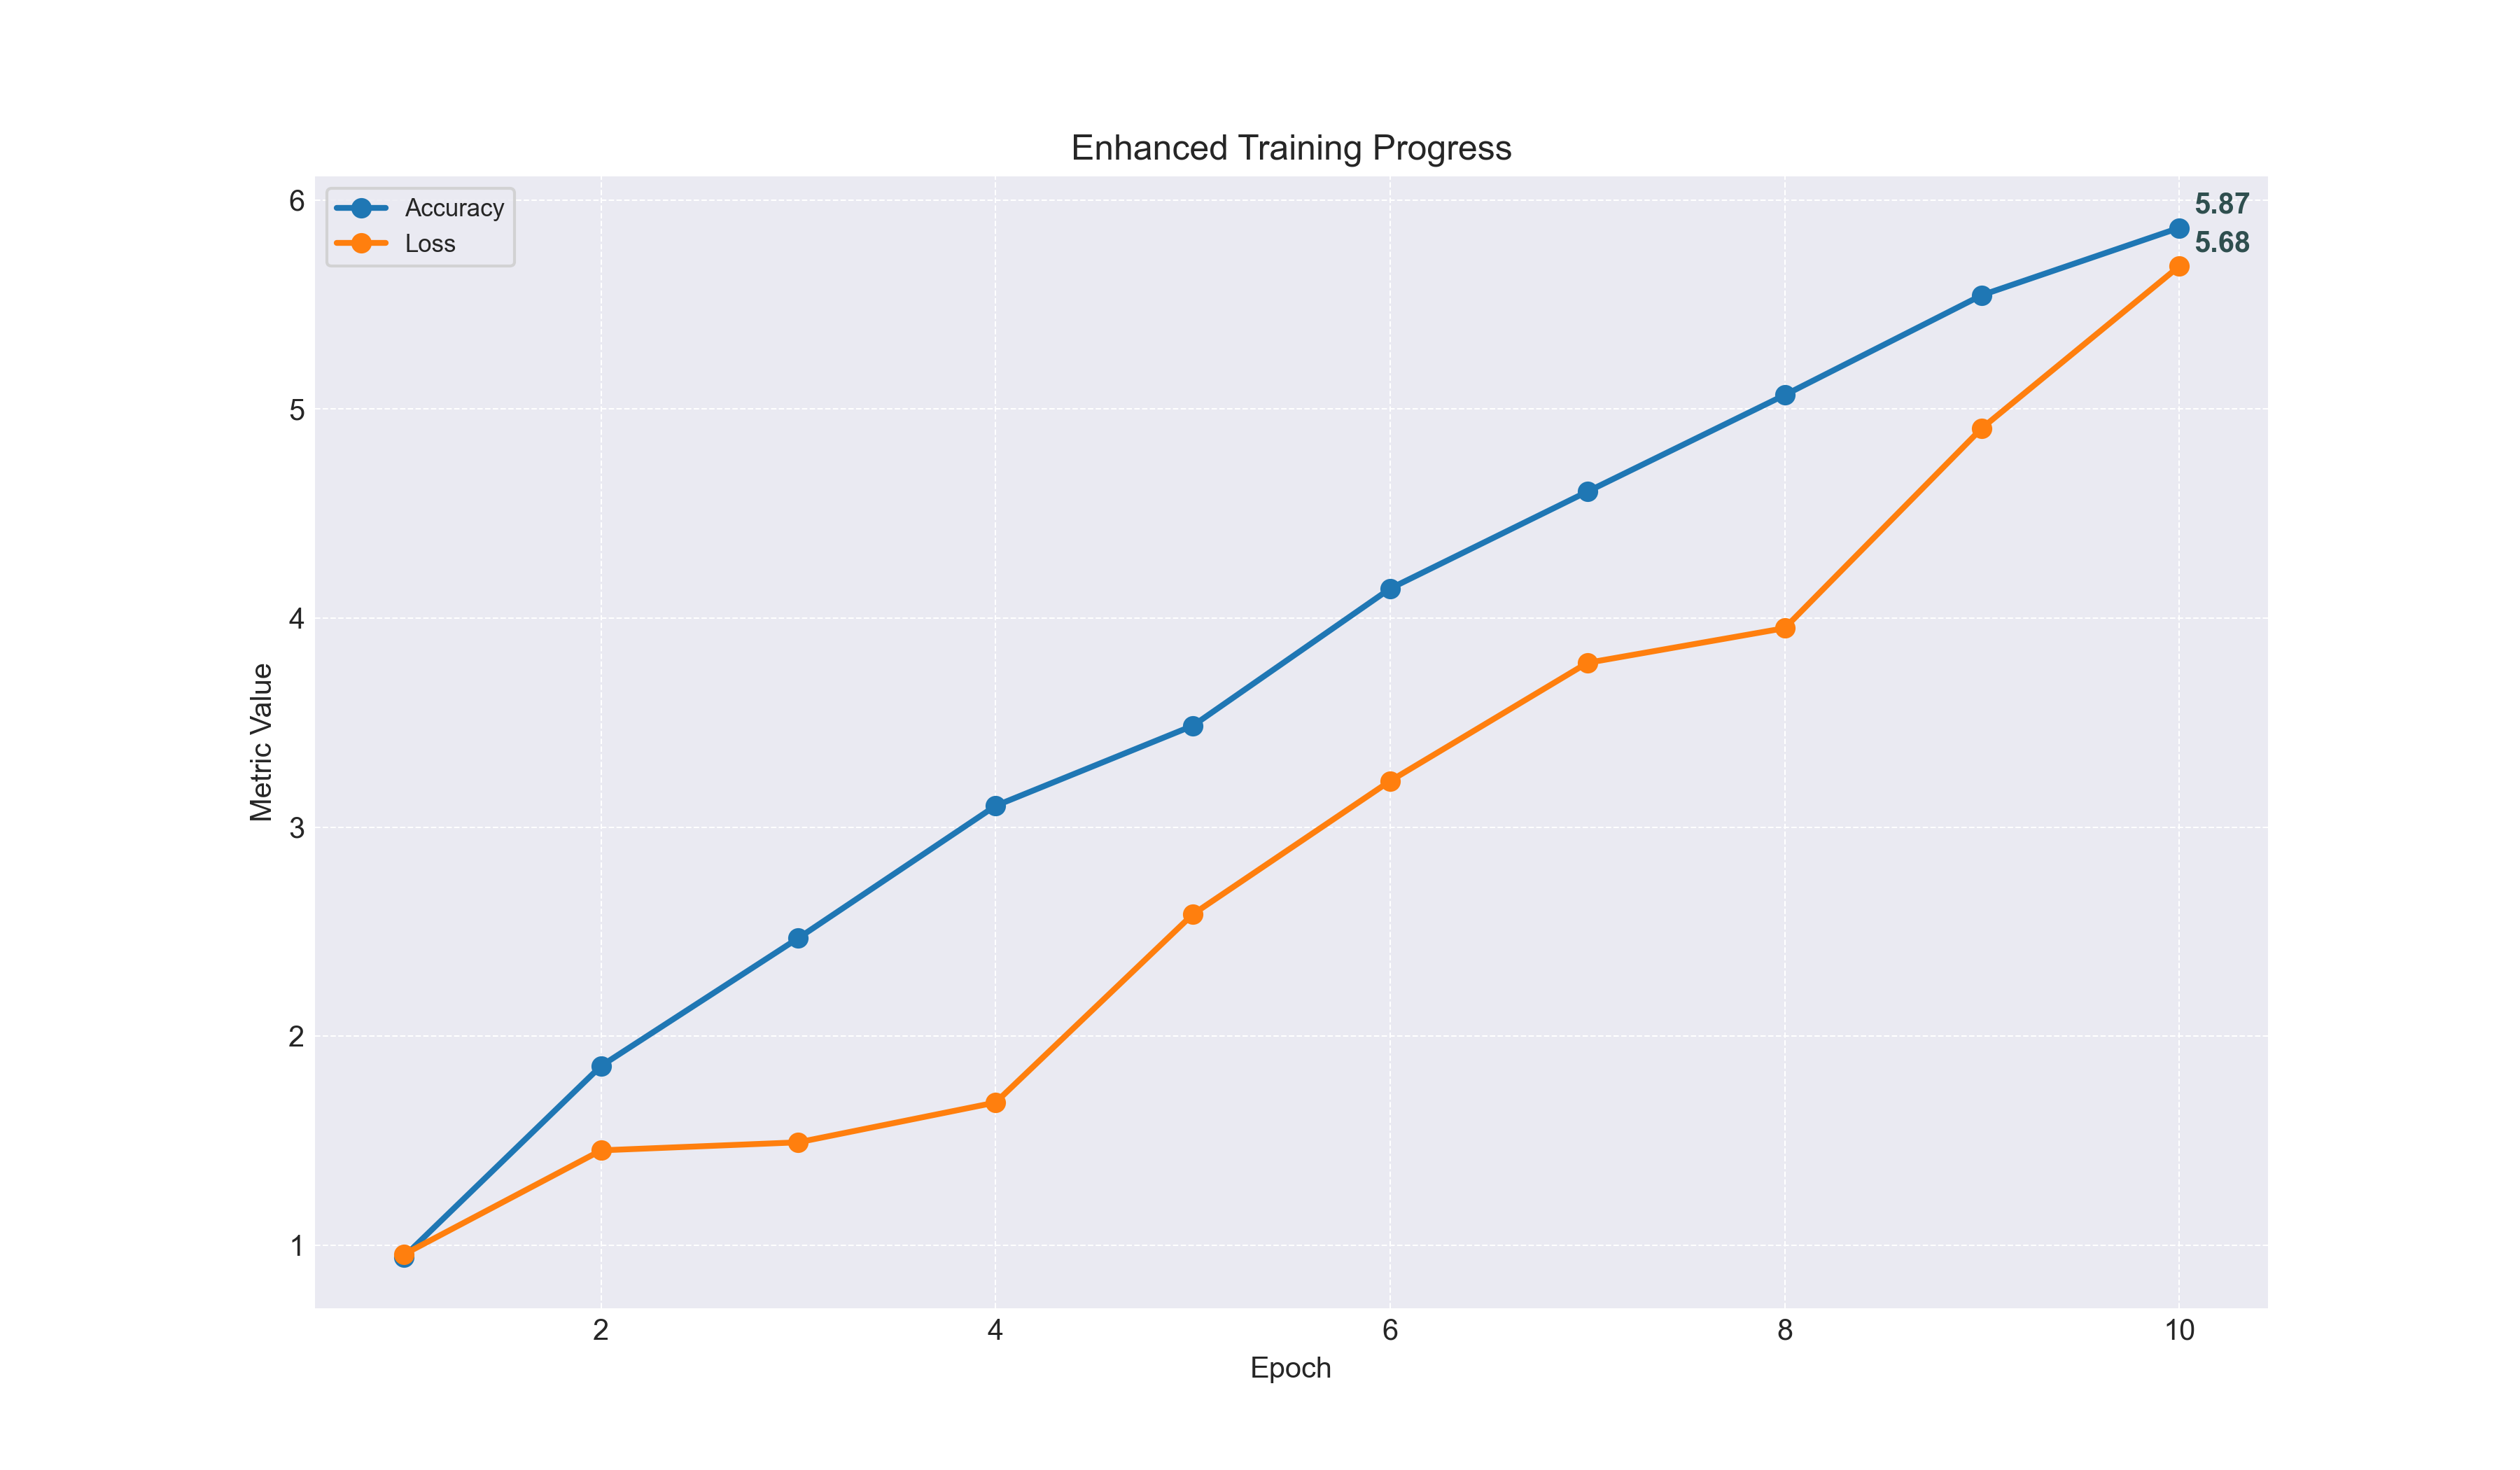 Enhanced Training Progress
Accuracy
Loss
5.87
5.68
6
5
4
3
2
1
Metric Value
2 4 6 8 10
Epoch